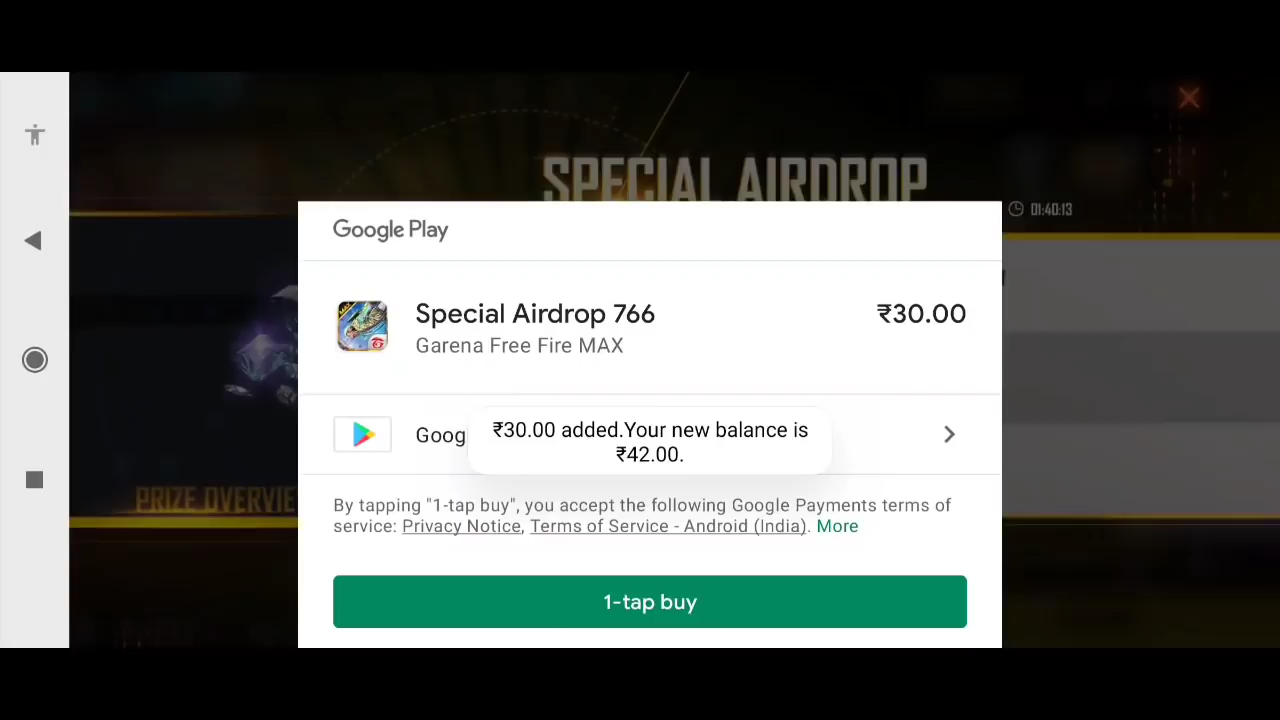 SPECIAL AIRDROP
01:40:13
Google Play
Special Airdrop 766
₹30.00
Garena Free Fire MAX
Goog
₹30.00 added.Your new balance is
₹42.00.
PRIZE OVERVIE
By tapping "1-tap buy", you accept the following Google Payments terms of
service: Privacy Notice, Terms of Service - Android (India). More
1-tap buy